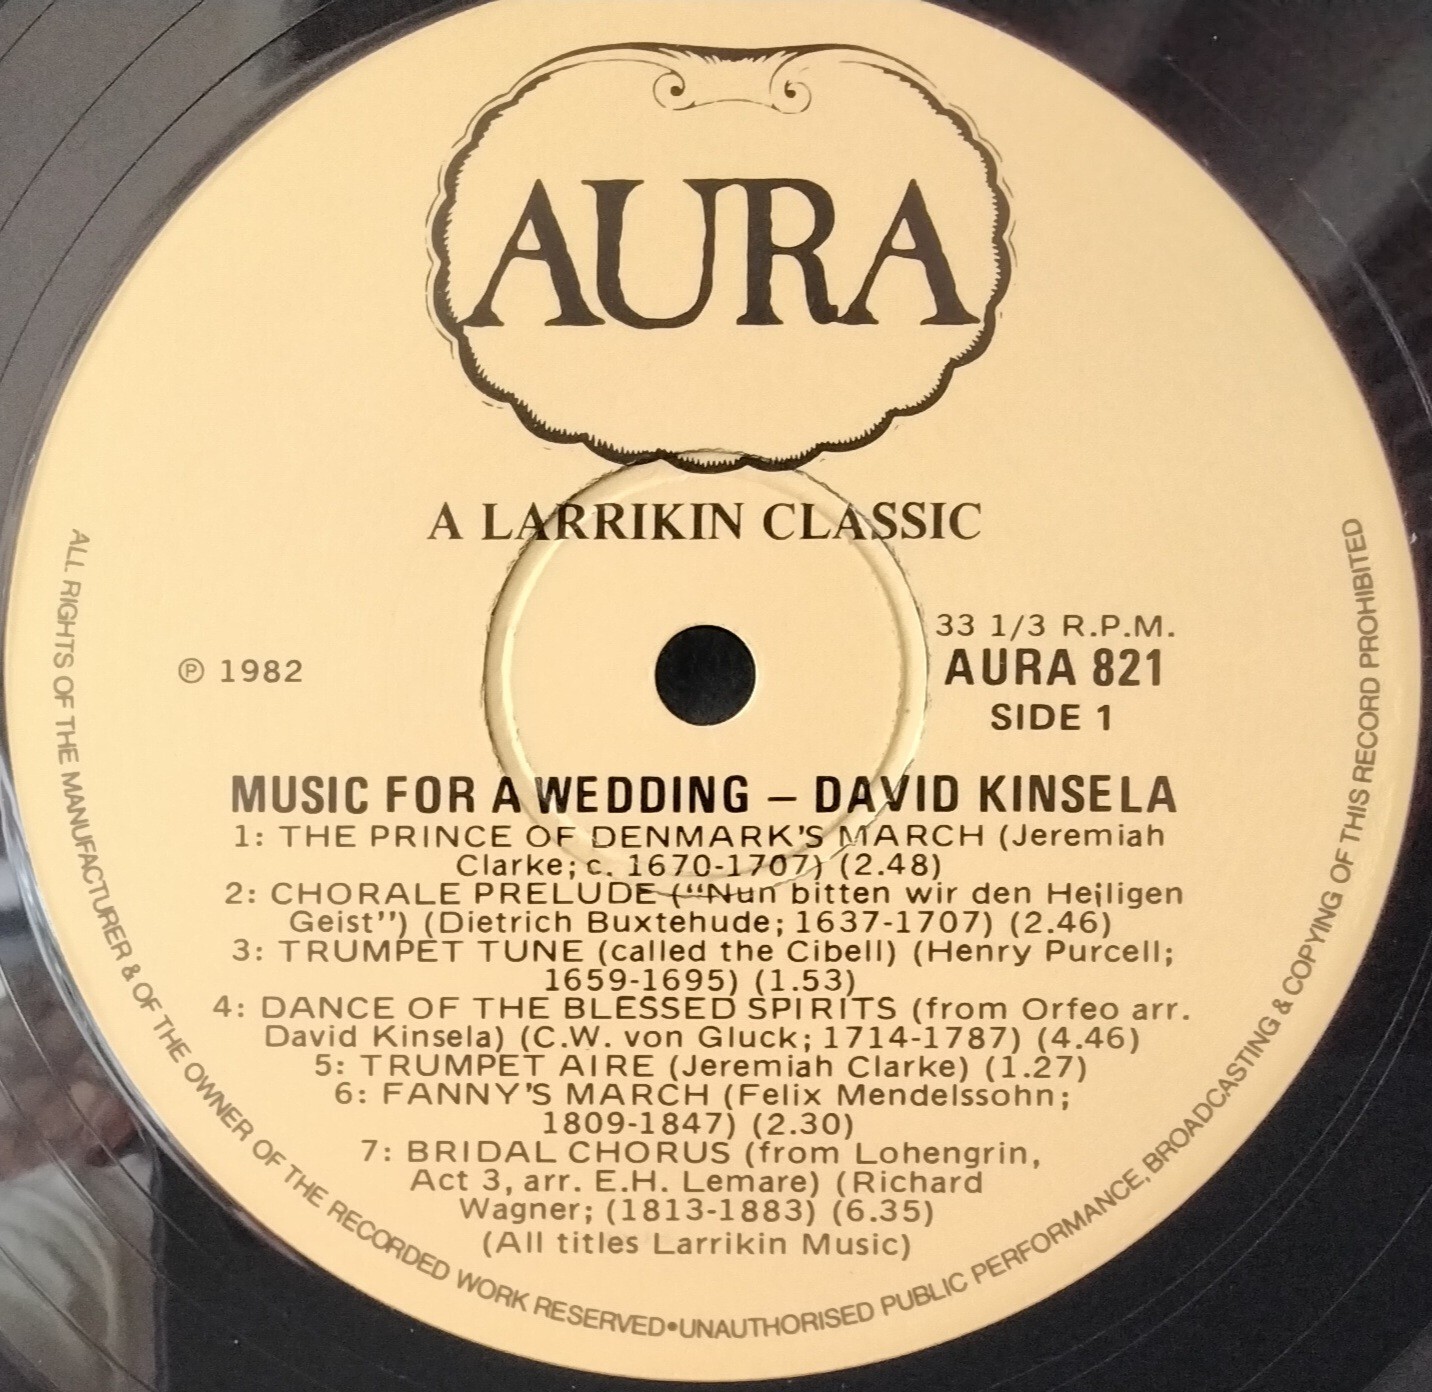 AURA
A LARRIKIN CLASSIC
33 1/3 R.P.M.
℗ 1982
AURA 821
SIDE 1
MUSIC FOR A WEDDING – DAVID KINSELA
1: THE PRINCE OF DENMARK'S MARCH (Jeremiah
Clarke; c. 1670-1707) (2.48)
2: CHORALE PRELUDE (“Nun bitten wir den Heiligen
Geist”) (Dietrich Buxtehude; 1637-1707) (2.46)
3: TRUMPET TUNE (called the Cibell) (Henry Purcell;
1659-1695) (1.53)
4: DANCE OF THE BLESSED SPIRITS (from Orfeo arr.
David Kinsela) (C.W. von Gluck; 1714-1787) (4.46)
5: TRUMPET AIRE (Jeremiah Clarke) (1.27)
6: FANNY'S MARCH (Felix Mendelssohn;
1809-1847) (2.30)
7: BRIDAL CHORUS (from Lohengrin,
Act 3, arr. E.H. Lemare) (Richard
Wagner; (1813-1883) (6.35)
(All titles Larrikin Music)
ALL RIGHTS OF THE MANUFACTURER & OF THE OWNER OF THE RECORDED WORK RESERVED•UNAUTHORISED PUBLIC PERFORMANCE, BROADCASTING & COPYING OF THIS RECORD PROHIBITED